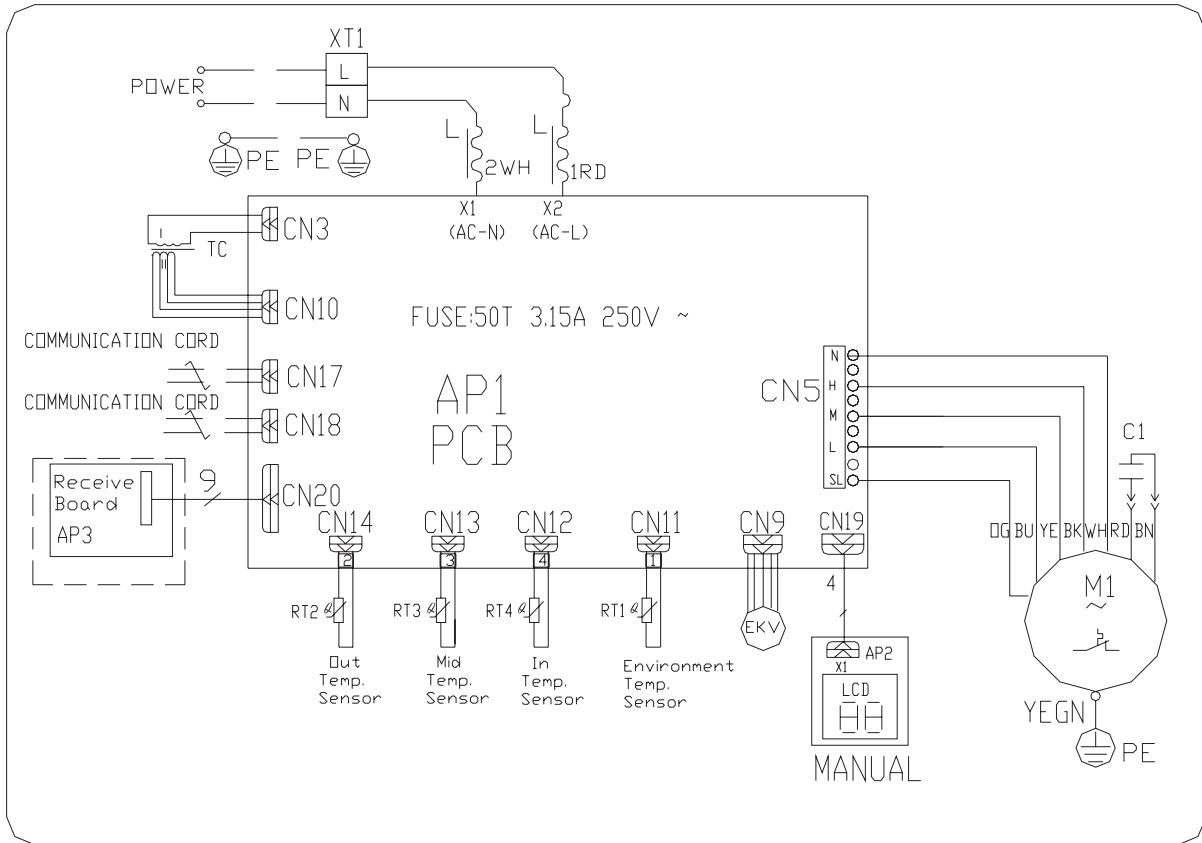 XT1
L
POWER
N
L
L
PE PE
2WH
1RD
X1
(AC-N)
X2
(AC-L)
CN3
I
TC
II
CN10
FUSE:50T 3.15A 250V ~
COMMUNICATION CORD
CN17
COMMUNICATION CORD
CN18
AP1
PCB
CN5
N
H
M
L
SL
C1
Receive
Board
AP3
9
CN20
CN14
CN13
CN12
CN11
CN9
CN19
OG BU YE BK WH RD BN
2
3
4
1
4
M1
~
RT2
RT3
RT4
RT1
EKV
Out
Temp.
Sensor
Mid
Temp.
Sensor
In
Temp.
Sensor
Environment
Temp.
Sensor
AP2
X1
LCD
88
MANUAL
YEGN
PE